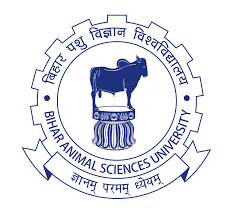 बिहार पशु विज्ञान विश्वविद्यालय
BIHAR ANIMAL SCIENCES UNIVERSITY
ज्ञानम् परमम् ध्येयम्